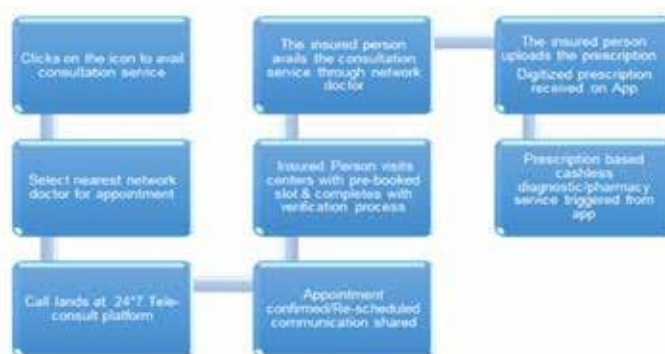 Clicks on the icon to avail
consultation service
Select nearest network
doctor for appointment
Call lands at 24*7 Tele-
consult platform
Appointment
confirmed/Re-scheduled
communication shared
Insured Person visits
centers with pre-booked
slot & completes with
verification process
The insured person
avails the consultation
service through network
doctor
The insured person
uploads the prescription
Digitized prescription
received on App
Prescription based
cashless
diagnostic/pharmacy
service triggered from
app